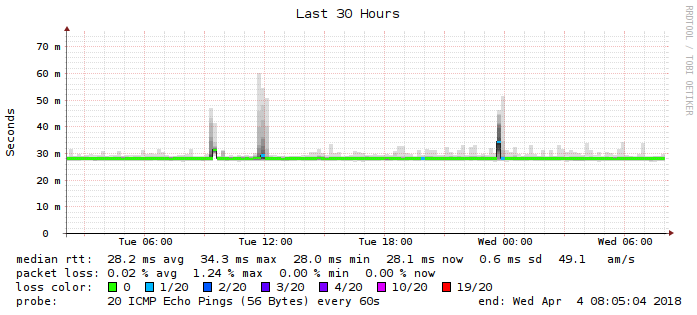 Last 30 Hours
RRDTOOL / TOBI OETIKER
Seconds
70 m
60 m
50 m
40 m
30 m
20 m
10 m
0
Tue 06:00 Tue 12:00 Tue 18:00 Wed 00:00 Wed 06:00
median rtt: 28.2 ms avg 34.3 ms max 28.0 ms min 28.1 ms now 0.6 ms sd 49.1 am/s
packet loss: 0.02 % avg 1.24 % max 0.00 % min 0.00 % now
loss color: 0 1/20 2/20 3/20 4/20 10/20 19/20
probe: 20 ICMP Echo Pings (56 Bytes) every 60s end: Wed Apr 4 08:05:04 2018